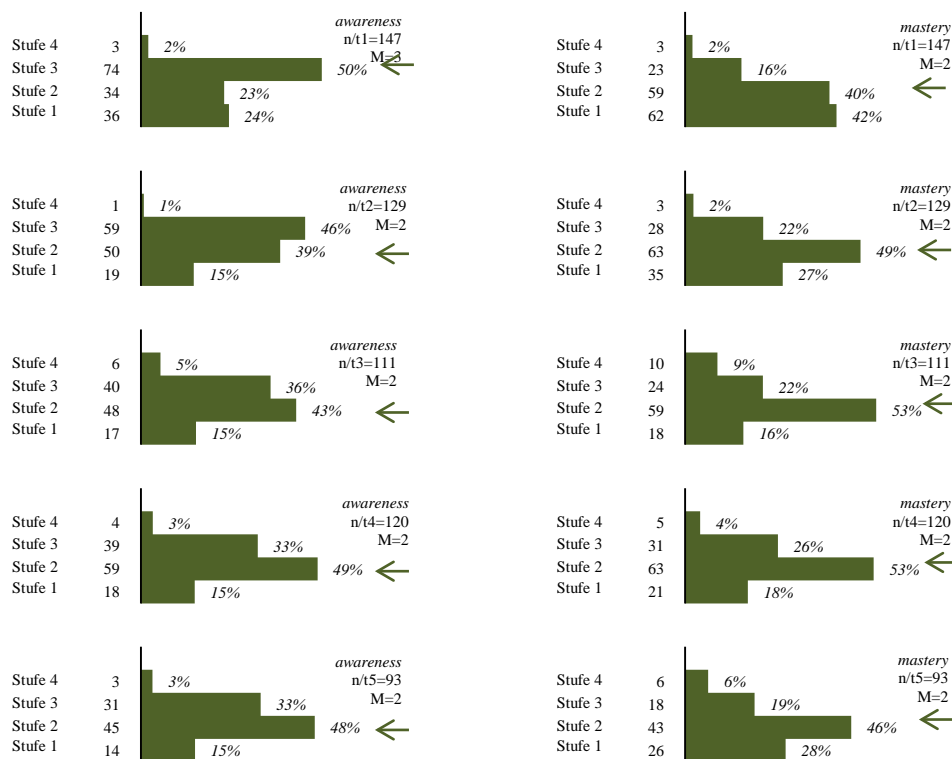 awareness
n/t1=147
M=3
Stufe 4 3 2%
Stufe 3 74 50%
Stufe 2 34 23%
Stufe 1 36 24%
mastery
n/t1=147
M=2
Stufe 4 3 2%
Stufe 3 23 16%
Stufe 2 59 40%
Stufe 1 62 42%
awareness
n/t2=129
M=2
Stufe 4 1 1%
Stufe 3 59 46%
Stufe 2 50 39%
Stufe 1 19 15%
mastery
n/t2=129
M=2
Stufe 4 3 2%
Stufe 3 28 22%
Stufe 2 63 49%
Stufe 1 35 27%
awareness
n/t3=111
M=2
Stufe 4 6 5%
Stufe 3 40 36%
Stufe 2 48 43%
Stufe 1 17 15%
mastery
n/t3=111
M=2
Stufe 4 10 9%
Stufe 3 24 22%
Stufe 2 59 53%
Stufe 1 18 16%
awareness
n/t4=120
M=2
Stufe 4 4 3%
Stufe 3 39 33%
Stufe 2 59 49%
Stufe 1 18 15%
mastery
n/t4=120
M=2
Stufe 4 5 4%
Stufe 3 31 26%
Stufe 2 63 53%
Stufe 1 21 18%
awareness
n/t5=93
M=2
Stufe 4 3 3%
Stufe 3 31 33%
Stufe 2 45 48%
Stufe 1 14 15%
mastery
n/t5=93
M=2
Stufe 4 6 6%
Stufe 3 18 19%
Stufe 2 43 46%
Stufe 1 26 28%